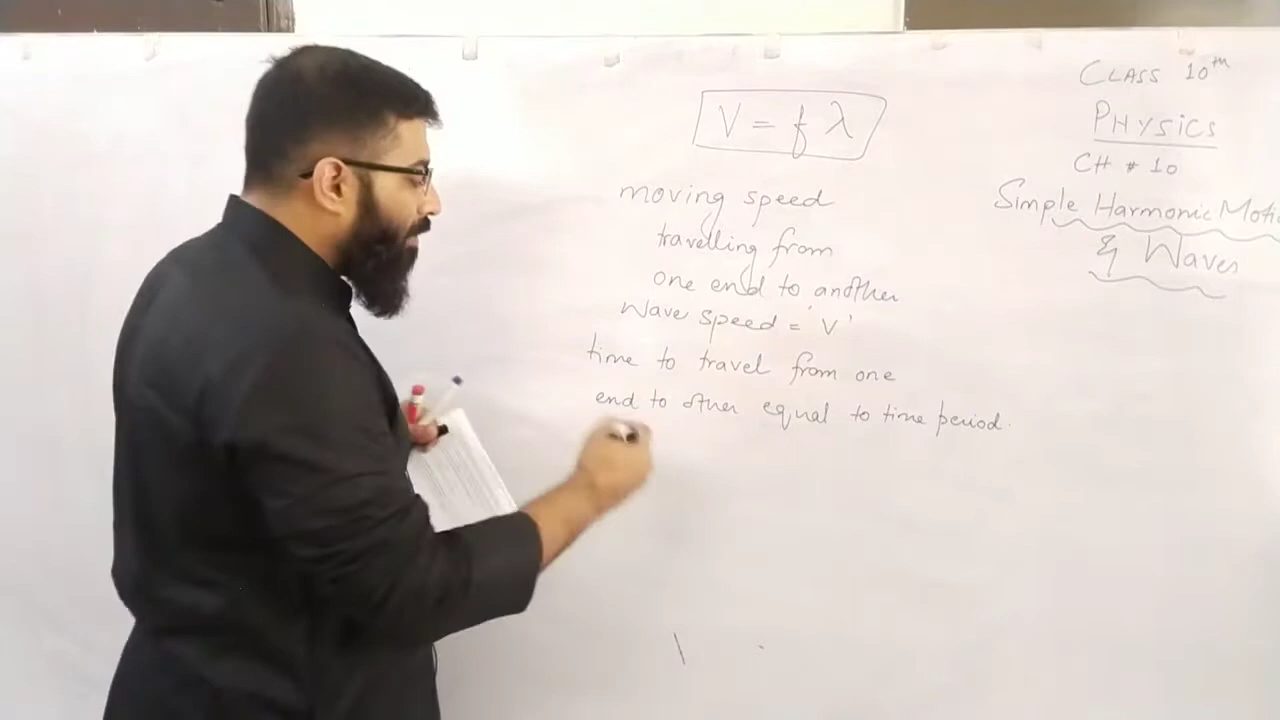 V = f λ
moving speed
travelling from
one end to another
Wave speed = 'v'
time to travel from one
end to other equal to time period.
CLASS 10th
PHYSICS
CH # 10
Simple Harmonic Moti
& Waves